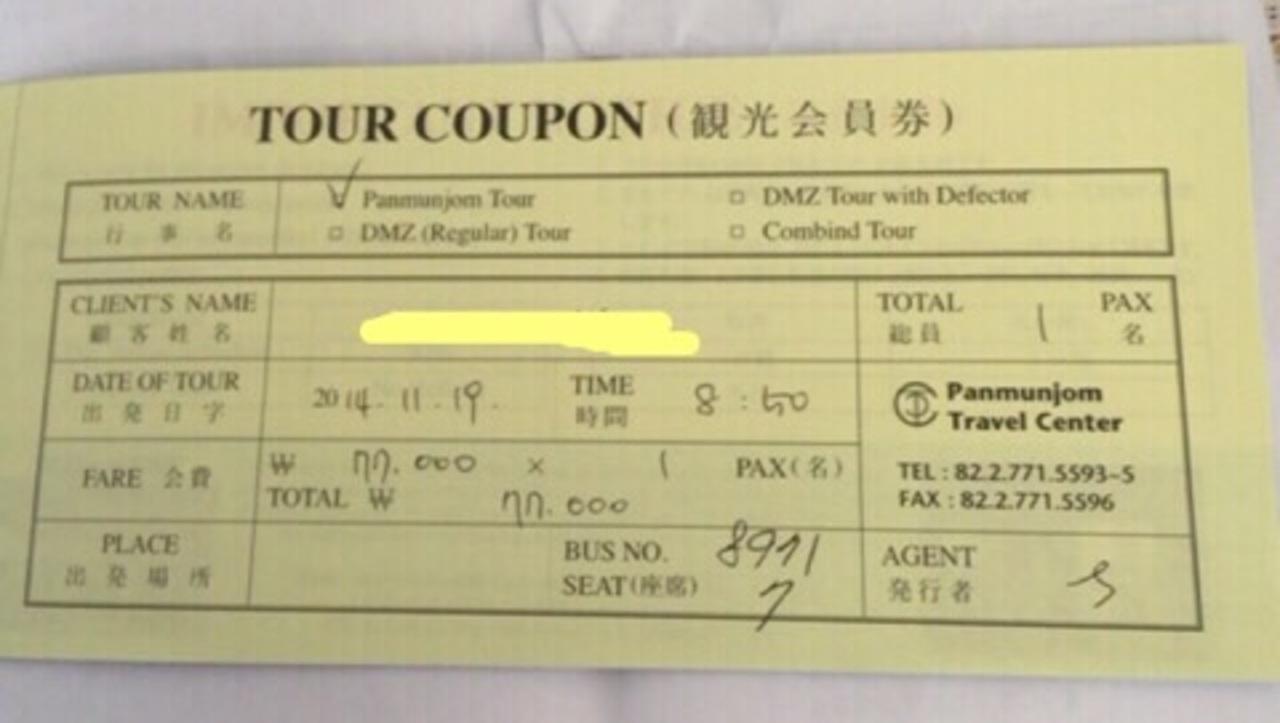 TOUR COUPON (観光会員券)
TOUR NAME
行事名
√ Panmunjom Tour
□ DMZ Tour with Defector
□ DMZ (Regular) Tour
□ Combind Tour
CLIENT'S NAME
顧客姓名
TOTAL 1 PAX
総員 名
DATE OF TOUR
出発日字
2014.11.19.
TIME 8:50
時間
Panmunjom
Travel Center
TEL : 82.2.771.5593~5
FAX : 82.2.771.5596
FARE 会費
₩ 77.000 × 1 PAX(名)
TOTAL ₩ 77.000
PLACE
出発場所
BUS NO. 8971
SEAT(座席) 7
AGENT
発行者